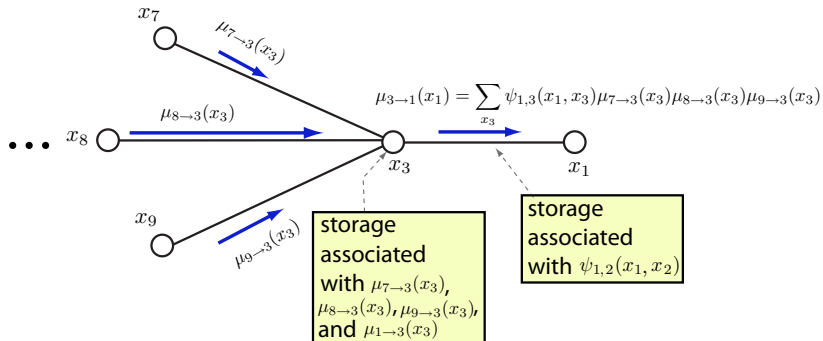 x₇
μ₇→₃(x₃)
μ₃→₁(x₁) = ∑_{x₃} ψ₁,₃(x₁, x₃)μ₇→₃(x₃)μ₈→₃(x₃)μ₉→₃(x₃)
μ₈→₃(x₃)
... x₈
x₃
x₁
x₉
μ₉→₃(x₃)
storage
associated
with μ₇→₃(x₃),
μ₈→₃(x₃), μ₉→₃(x₃),
and μ₁→₃(x₃)
storage
associated
with ψ₁,₂(x₁, x₂)